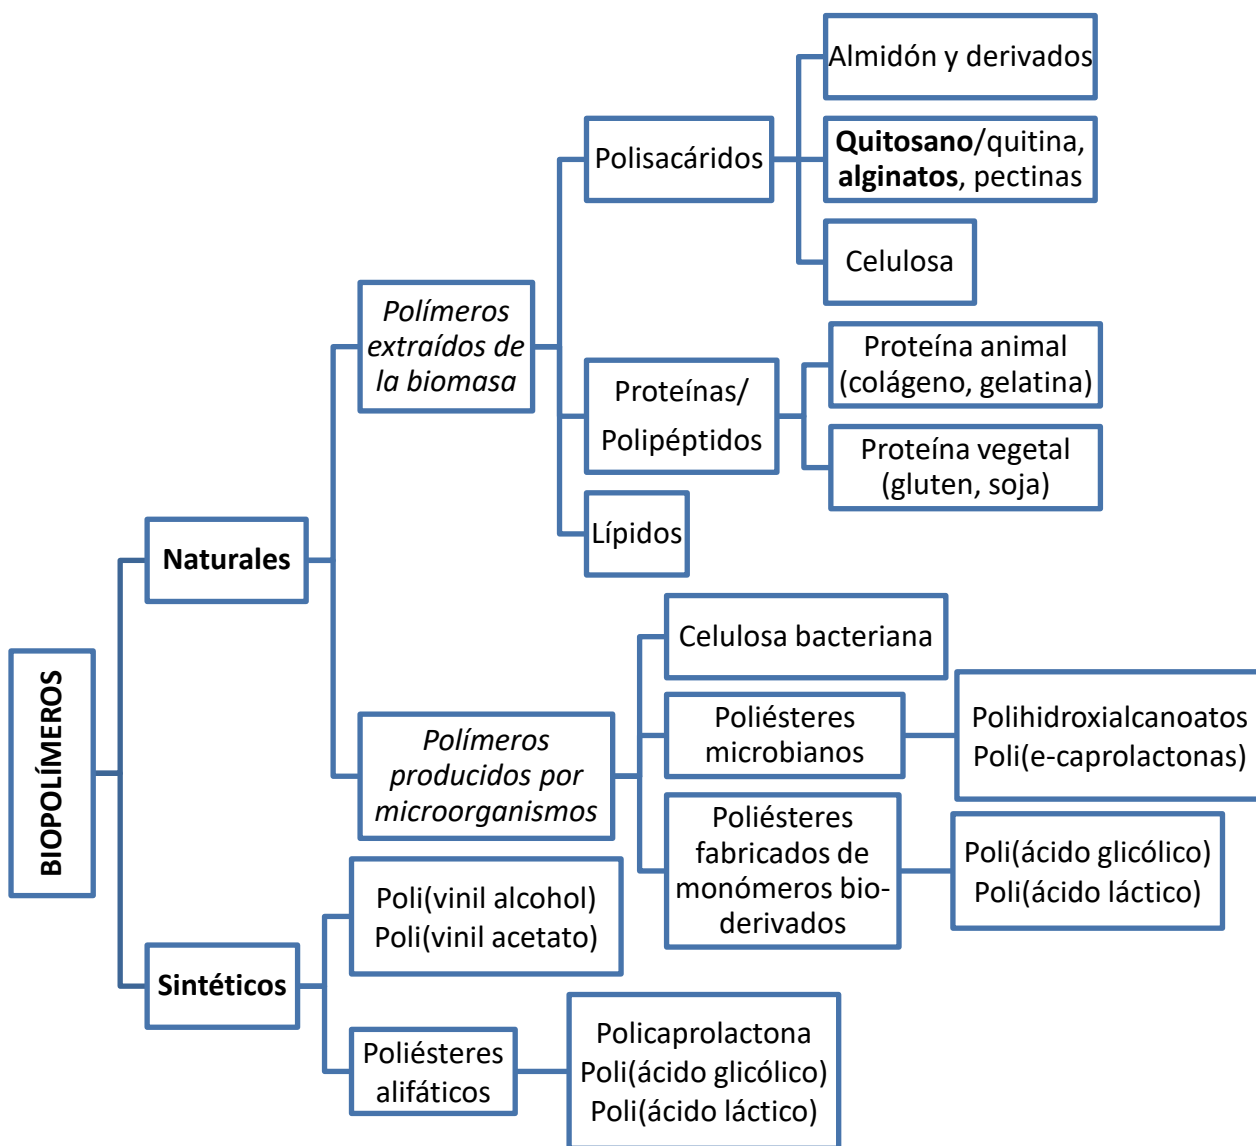 BIOPOLÍMEROS
Naturales
Polímeros
extraídos de
la biomasa
Polisacáridos
Almidón y derivados
Quitosano/quitina,
alginatos, pectinas
Celulosa
Proteínas/
Polipéptidos
Proteína animal
(colágeno, gelatina)
Proteína vegetal
(gluten, soja)
Lípidos
Polímeros
producidos por
microorganismos
Celulosa bacteriana
Poliésteres
microbianos
Polihidroxialcanoatos
Poli(e-caprolactonas)
Poliésteres
fabricados de
monómeros bio-
derivados
Poli(ácido glicólico)
Poli(ácido láctico)
Sintéticos
Poli(vinil alcohol)
Poli(vinil acetato)
Poliésteres
alifáticos
Policaprolactona
Poli(ácido glicólico)
Poli(ácido láctico)